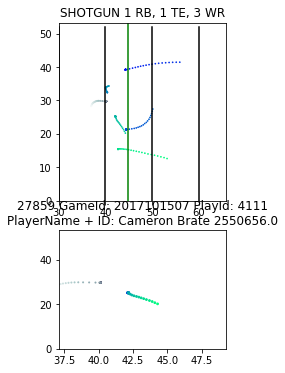 SHOTGUN 1 RB, 1 TE, 3 WR
50
40
30
20
10
0
30 40 50 60
27859 GameId: 2017101507 PlayId: 4111
PlayerName + ID: Cameron Brate 2550656.0
40
20
0
37.5 40.0 42.5 45.0 47.5